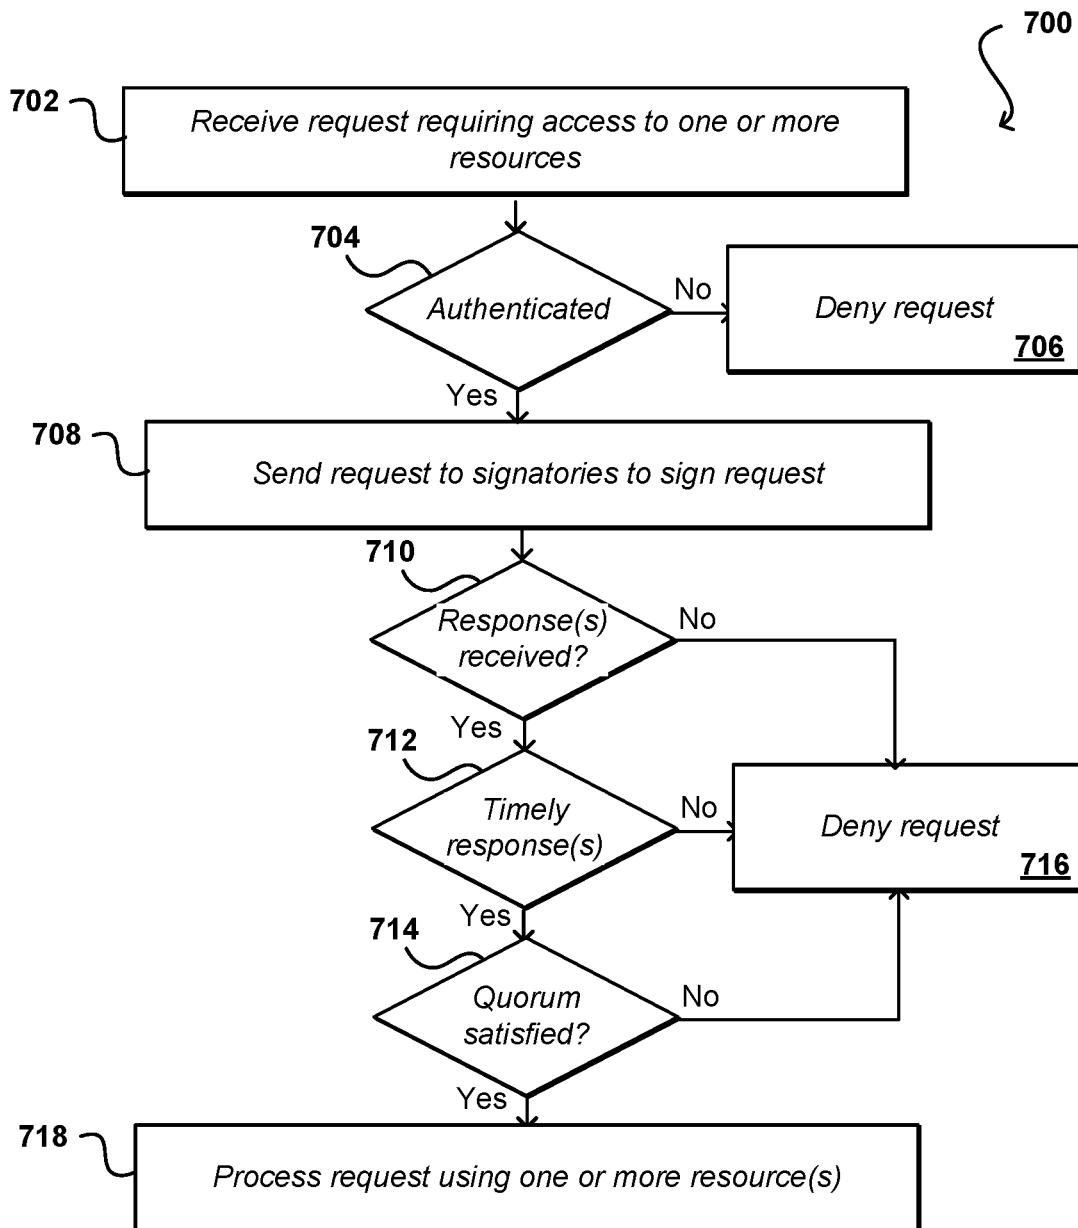 700
702
Receive request requiring access to one or more
resources
704
Authenticated
No
Deny request
706
Yes
708
Send request to signatories to sign request
710
Response(s)
received?
No
Yes
712
Timely
response(s)
No
Deny request
716
Yes
714
Quorum
satisfied?
No
Yes
718
Process request using one or more resource(s)